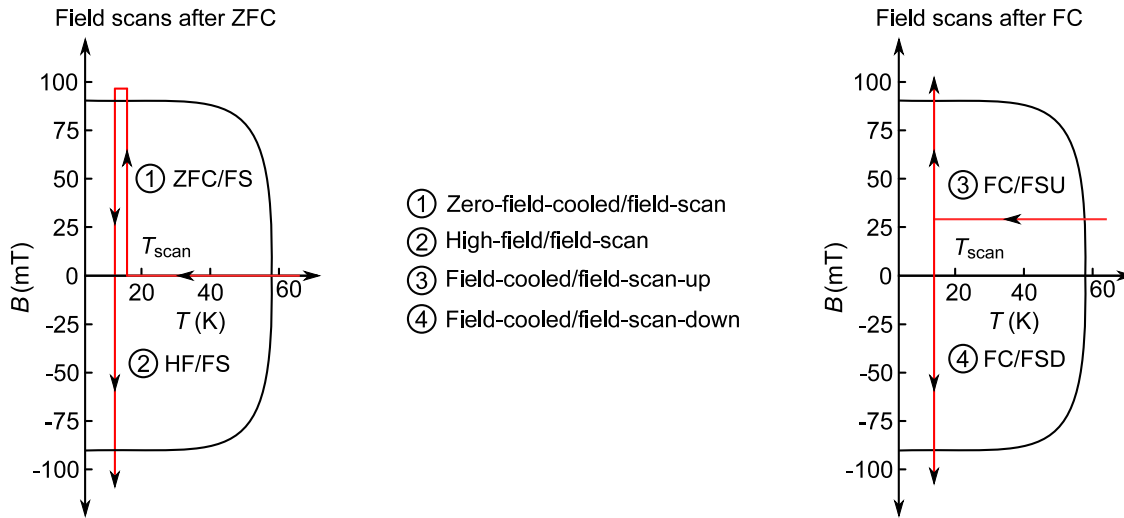 Field scans after ZFC
100
75
50
25
0
-25
-50
-75
-100
B (mT)
1 ZFC/FS
Tscan
20 40 60
T (K)
2 HF/FS
1 Zero-field-cooled/field-scan
2 High-field/field-scan
3 Field-cooled/field-scan-up
4 Field-cooled/field-scan-down
Field scans after FC
100
75
50
25
0
-25
-50
-75
-100
B (mT)
3 FC/FSU
Tscan
20 40 60
T (K)
4 FC/FSD